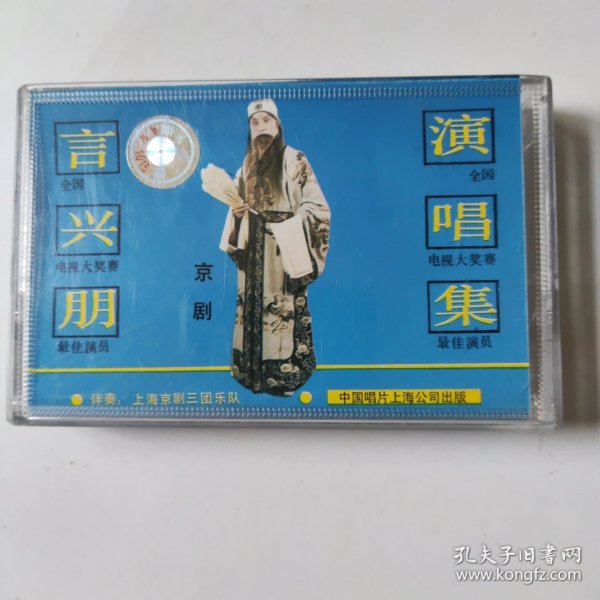 言兴朋
全国
电视大奖赛
最佳演员
京剧
演唱集
全国
电视大奖赛
最佳演员
伴奏：上海京剧三团乐队
中国唱片上海公司出版
孔夫子旧书网
www.kongfz.com